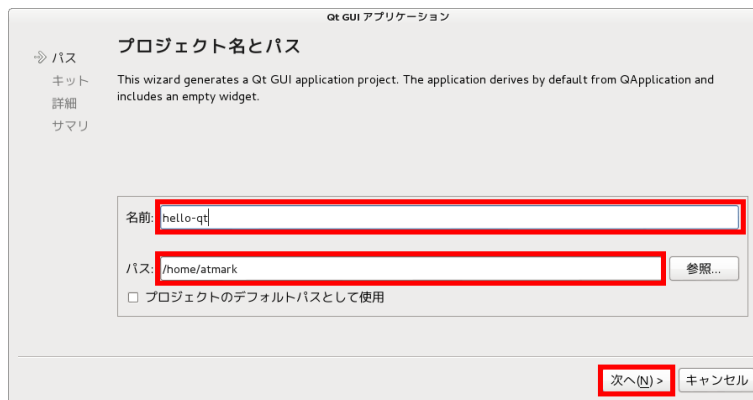 Qt GUI アプリケーション
プロジェクト名とパス
パス
キット
詳細
サマリ
This wizard generates a Qt GUI application project. The application derives by default from QApplication and
includes an empty widget.
名前: hello-qt
パス: /home/atmark 参照...
プロジェクトのデフォルトパスとして使用
次へ(N) > キャンセル